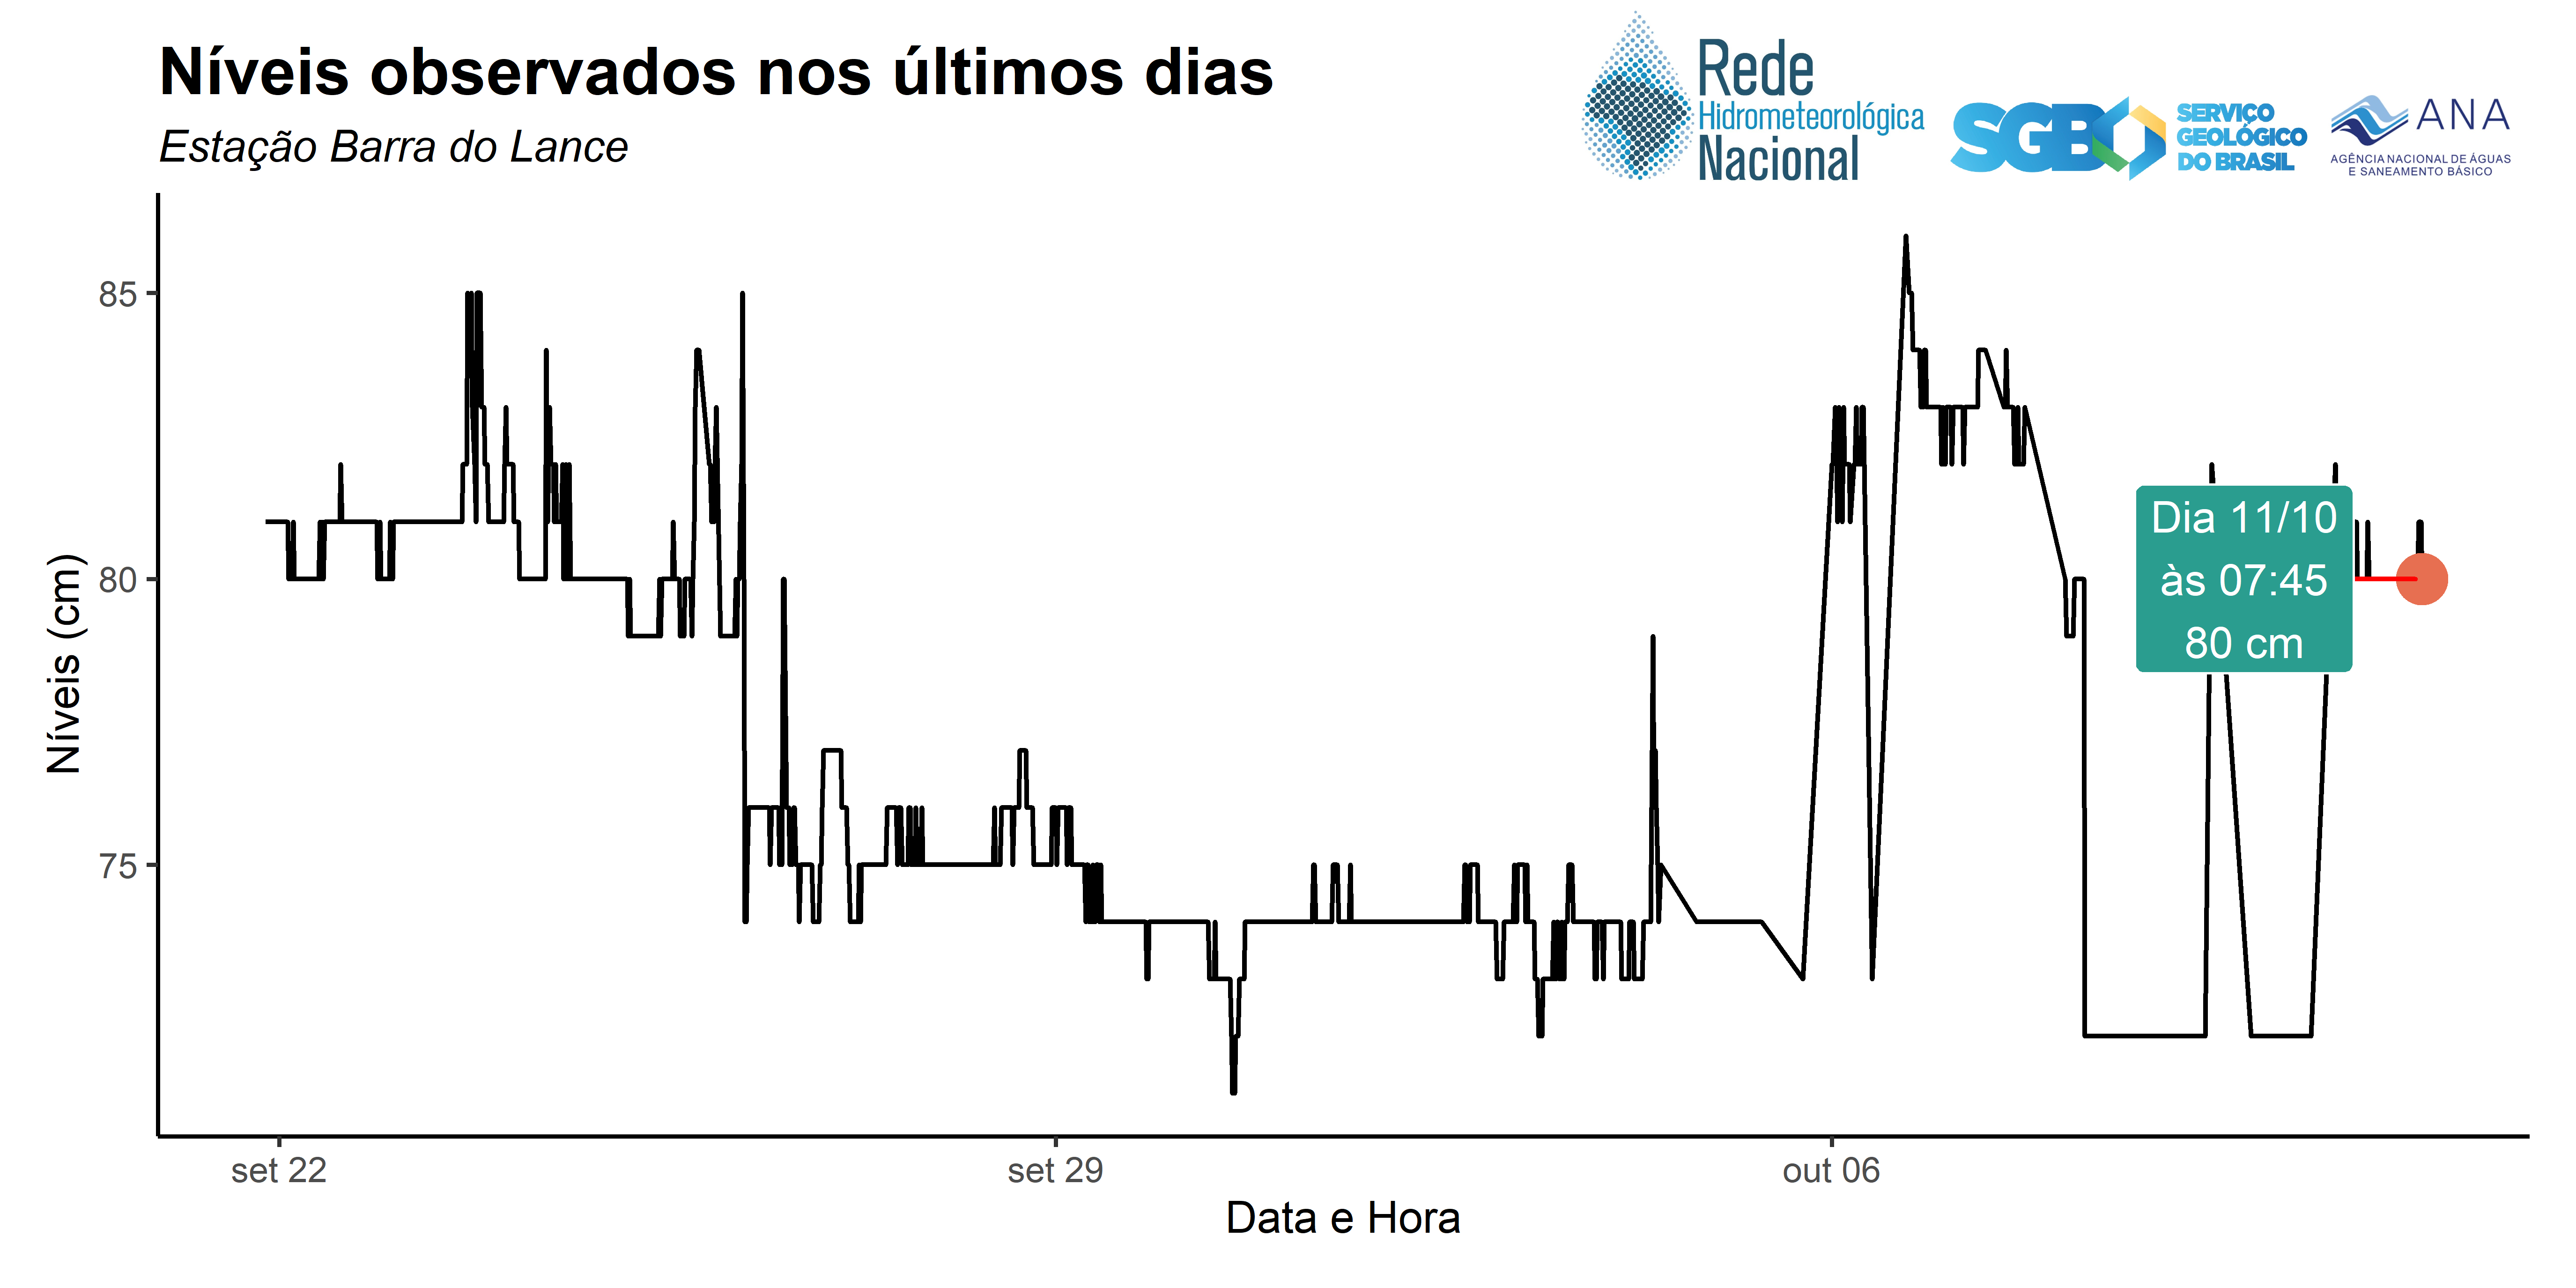 Níveis observados nos últimos dias
Estação Barra do Lance
Rede
Hidrometeorológica
Nacional
SGB
SERVIÇO
GEOLÓGICO
DO BRASIL
ANA
AGÊNCIA NACIONAL DE ÁGUAS
E SANEAMENTO BÁSICO
Níveis (cm)
85
80
75
Dia 11/10
às 07:45
80 cm
set 22
set 29
out 06
Data e Hora